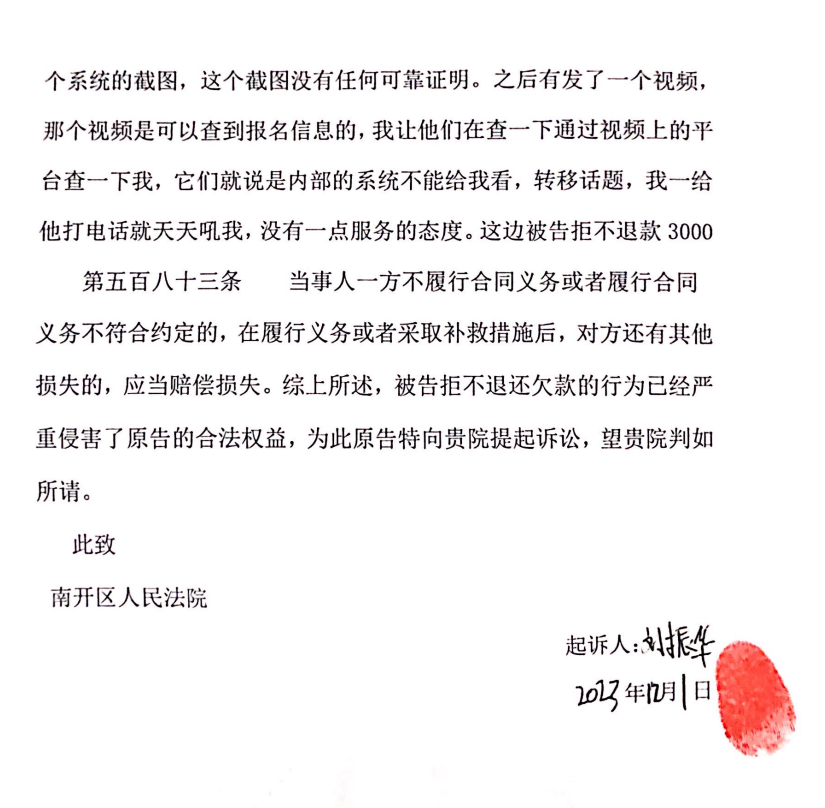 个系统的截图，这个截图没有任何可靠证明。之后有发了一个视频，
那个视频是可以查到报名信息的，我让他们在查一下通过视频上的平
台查一下我，它们就说是内部的系统不能给我看，转移话题，我一给
他打电话就天天吼我，没有一点服务的态度。这边被告拒不退款 3000
第五百八十三条　　当事人一方不履行合同义务或者履行合同
义务不符合约定的，在履行义务或者采取补救措施后，对方还有其他
损失的，应当赔偿损失。综上所述，被告拒不退还欠款的行为已经严
重侵害了原告的合法权益，为此原告特向贵院提起诉讼，望贵院判如
所请。
此致
南开区人民法院
起诉人：刘振华
2023年12月1日